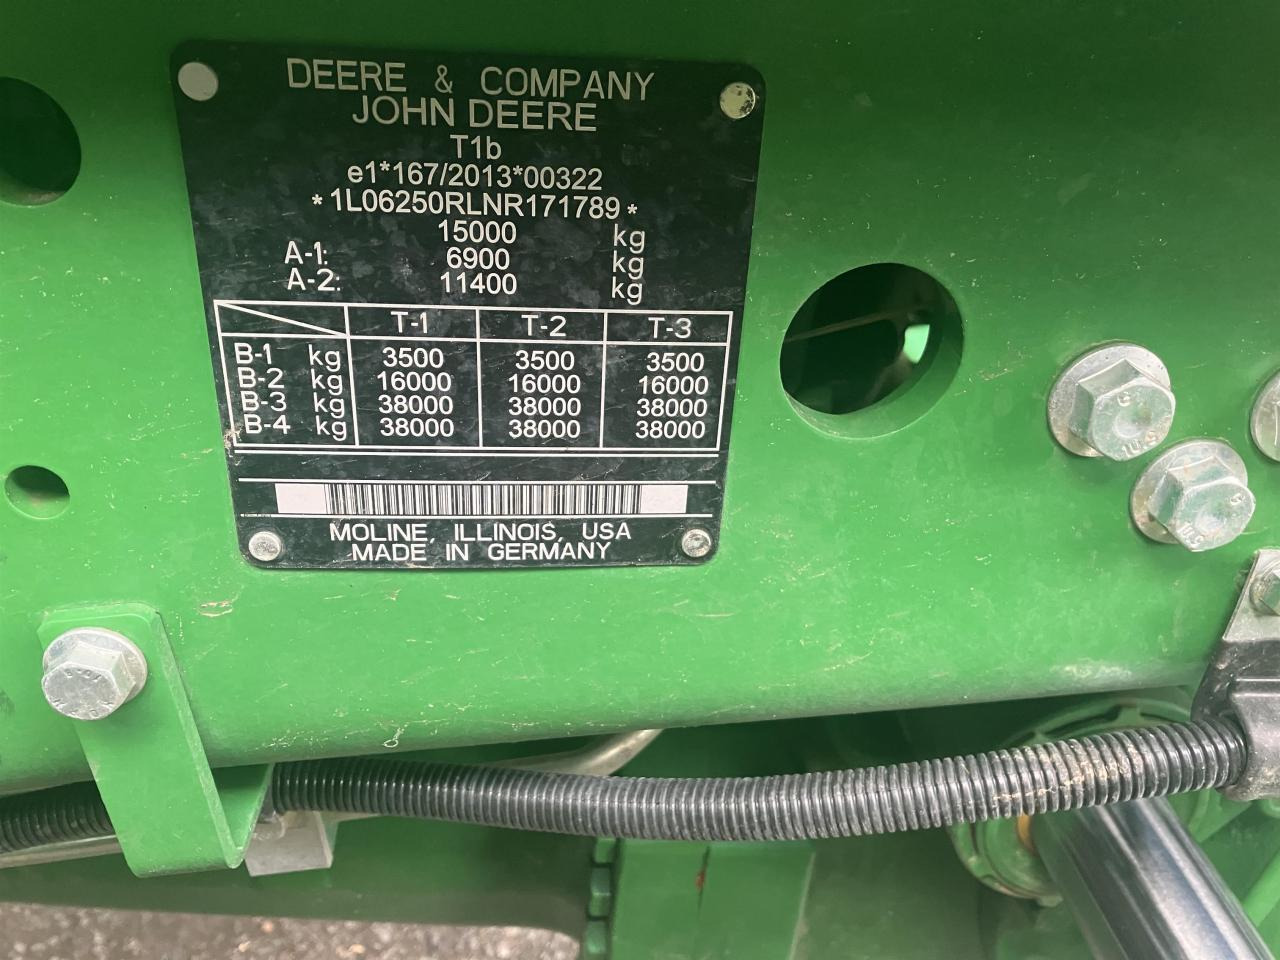 DEERE & COMPANY
JOHN DEERE
T1b
e1*167/2013*00322
*1L06250RLNR171789*
15000 kg
A-1: 6900 kg
A-2: 11400 kg
T-1 T-2 T-3
B-1 kg 3500 3500 3500
B-2 kg 16000 16000 16000
B-3 kg 38000 38000 38000
B-4 kg 38000 38000 38000
MOLINE, ILLINOIS, USA
MADE IN GERMANY